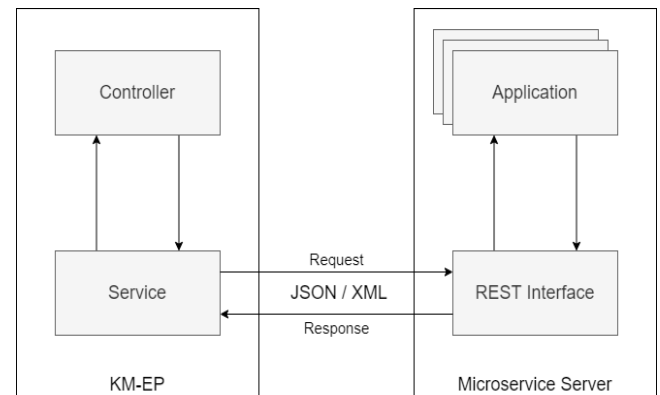 Controller
Application
Request
Service
JSON / XML
REST Interface
Response
KM-EP
Microservice Server